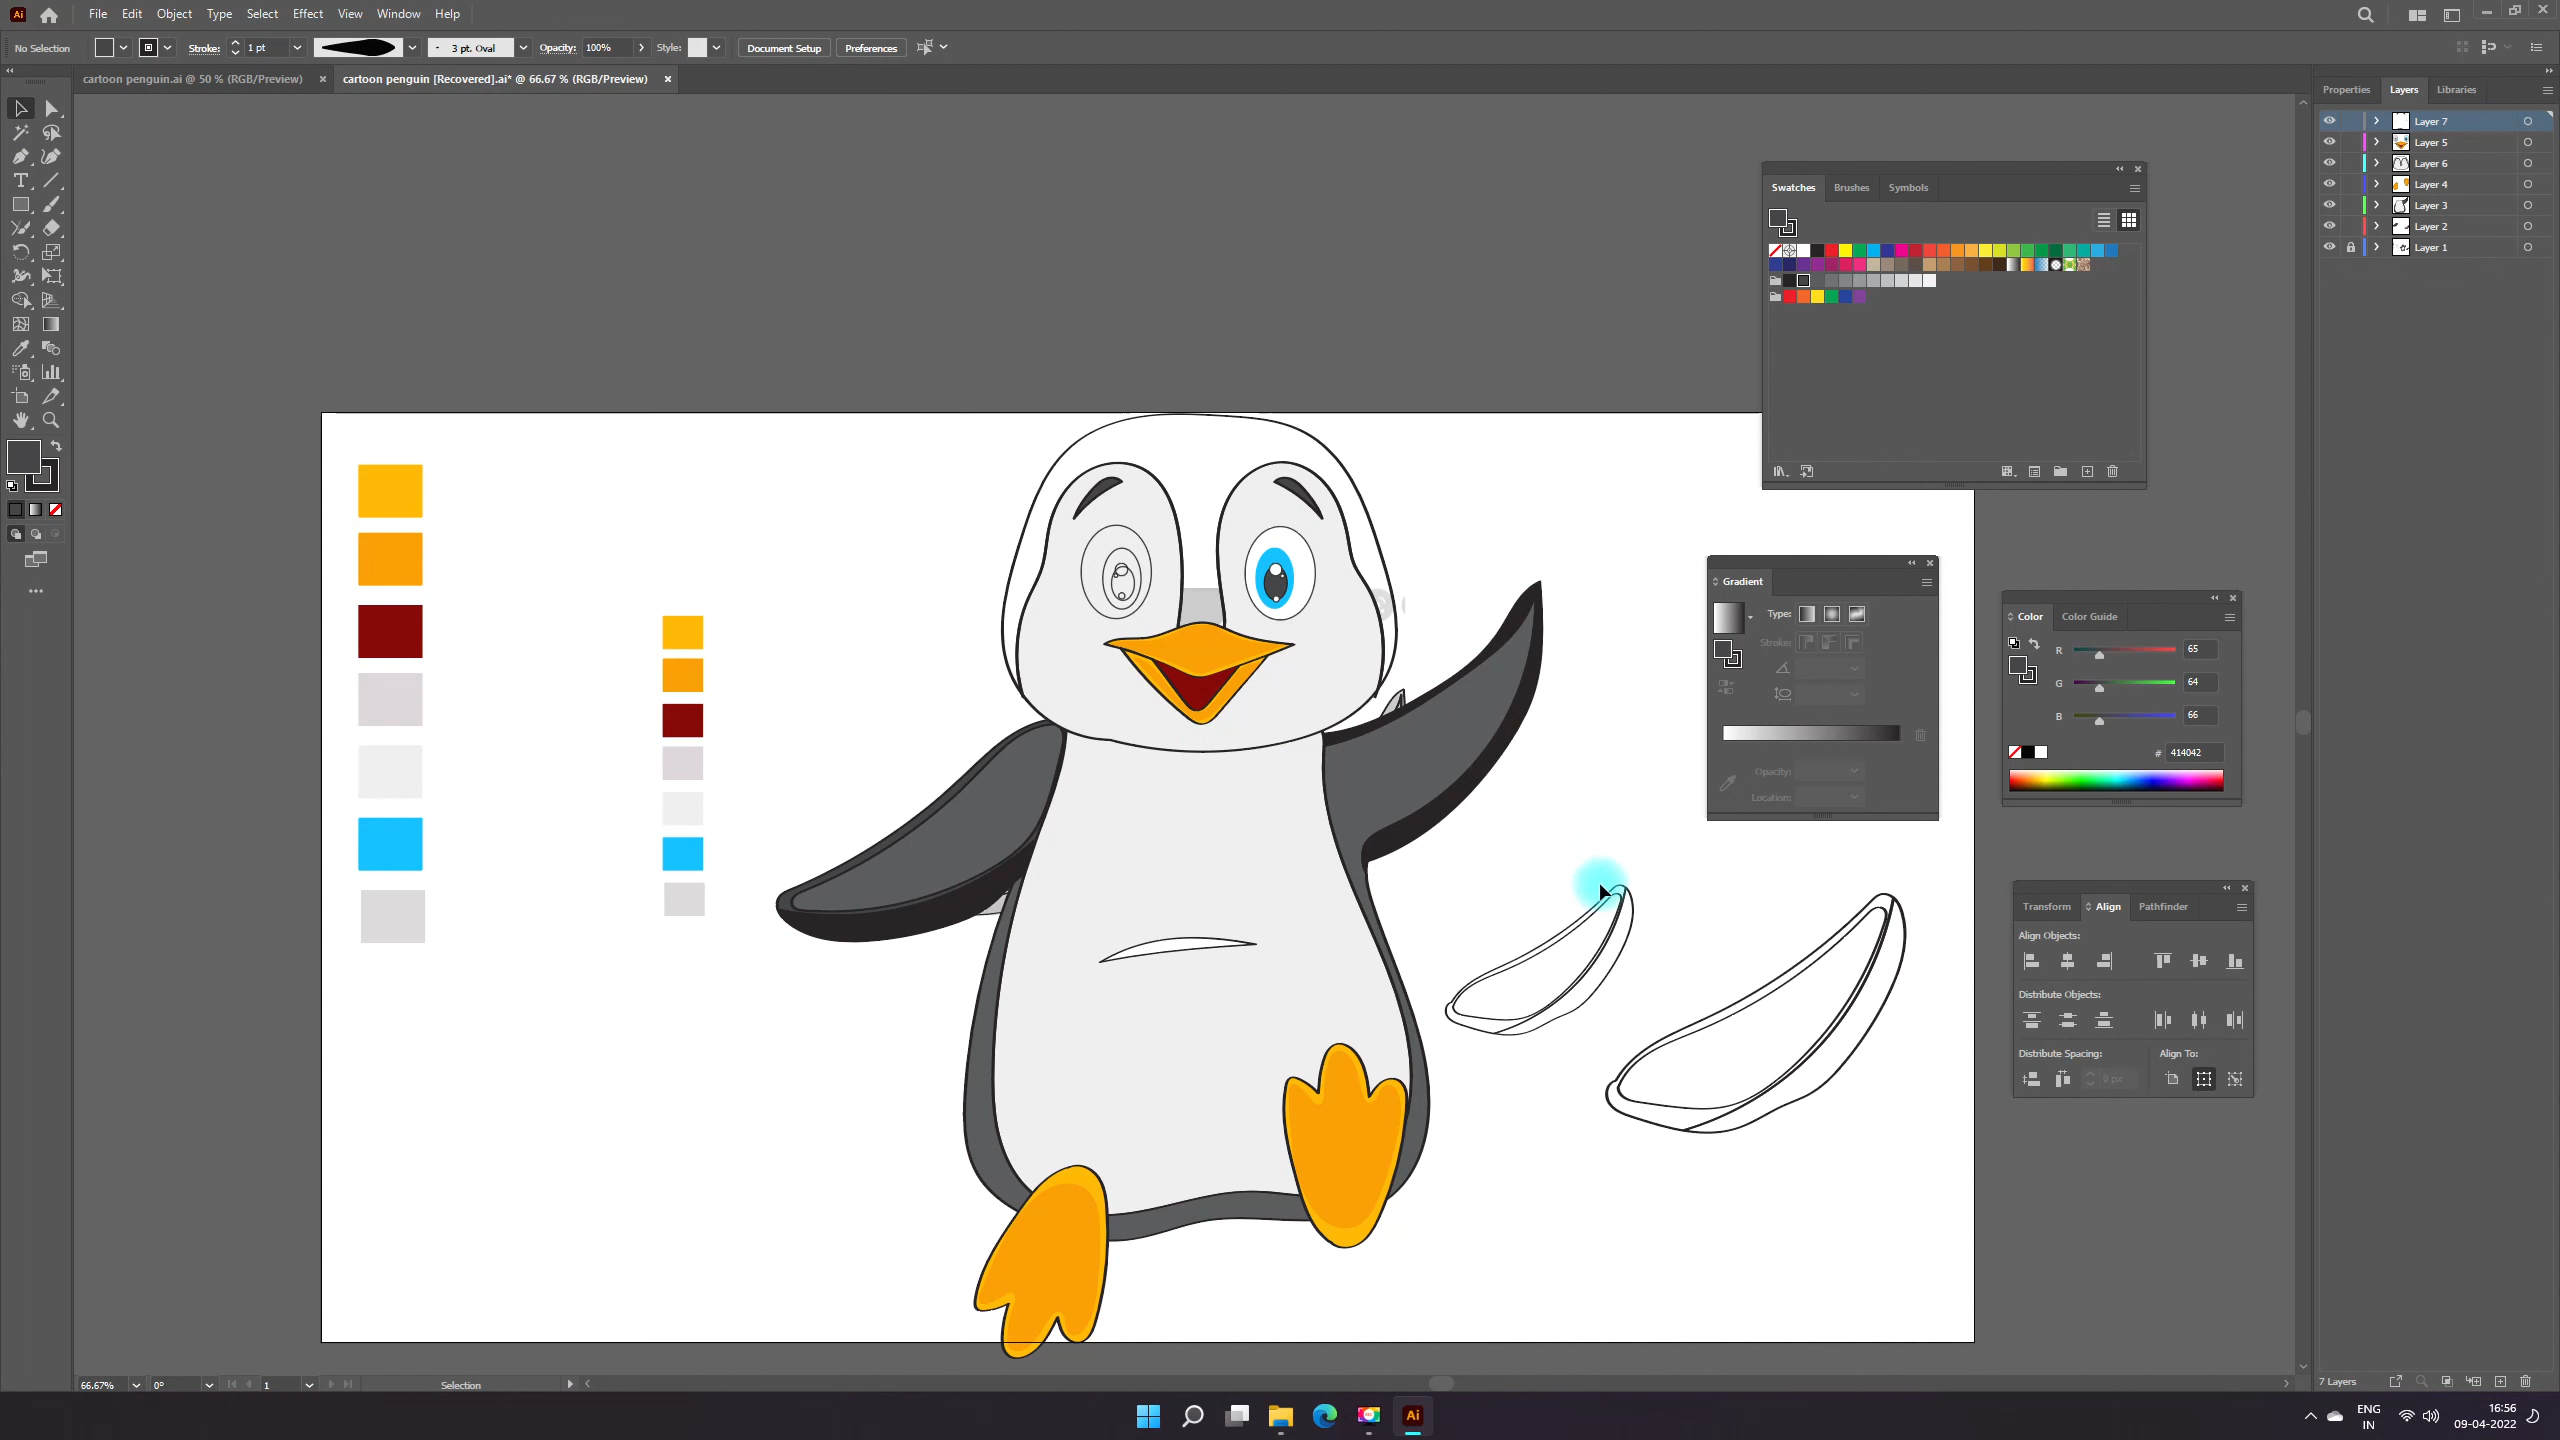 Ai File Edit Object Type Select Effect View Window Help
No Selection Stroke: 1 pt 3 pt. Oval Opacity: 100% Style: Document Setup Preferences
cartoon penguin.ai @ 50 % (RGB/Preview) cartoon penguin [Recovered].ai* @ 66.67 % (RGB/Preview)
Properties Layers Libraries
Layer 7
Layer 5
Layer 6
Layer 4
Layer 3
Layer 2
Layer 1
Swatches Brushes Symbols
Gradient
Type:
Stroke:
Opacity:
Location:
Color Color Guide
R 65
G 64
B 66
# 414042
Transform Align Pathfinder
Align Objects:
Distribute Objects:
Distribute Spacing: Align To:
0 px
66.67% 0° 1 Selection
7 Layers
Ai
ENG
IN
16:56
09-04-2022